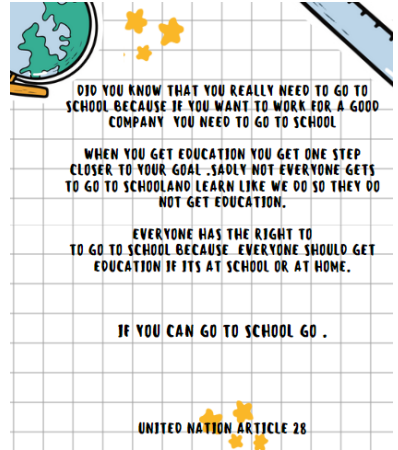 DID YOU KNOW THAT YOU REALLY NEED TO GO TO
SCHOOL BECAUSE IF YOU WANT TO WORK FOR A GOOD
COMPANY YOU NEED TO GO TO SCHOOL
WHEN YOU GET EDUCATION YOU GET ONE STEP
CLOSER TO YOUR GOAL .SADLY NOT EVERYONE GETS
TO GO TO SCHOOLAND LEARN LIKE WE DO SO THEY DO
NOT GET EDUCATION.
EVERYONE HAS THE RIGHT TO
TO GO TO SCHOOL BECAUSE EVERYONE SHOULD GET
EDUCATION IF ITS AT SCHOOL OR AT HOME.
IF YOU CAN GO TO SCHOOL GO .
UNITED NATION ARTICLE 28